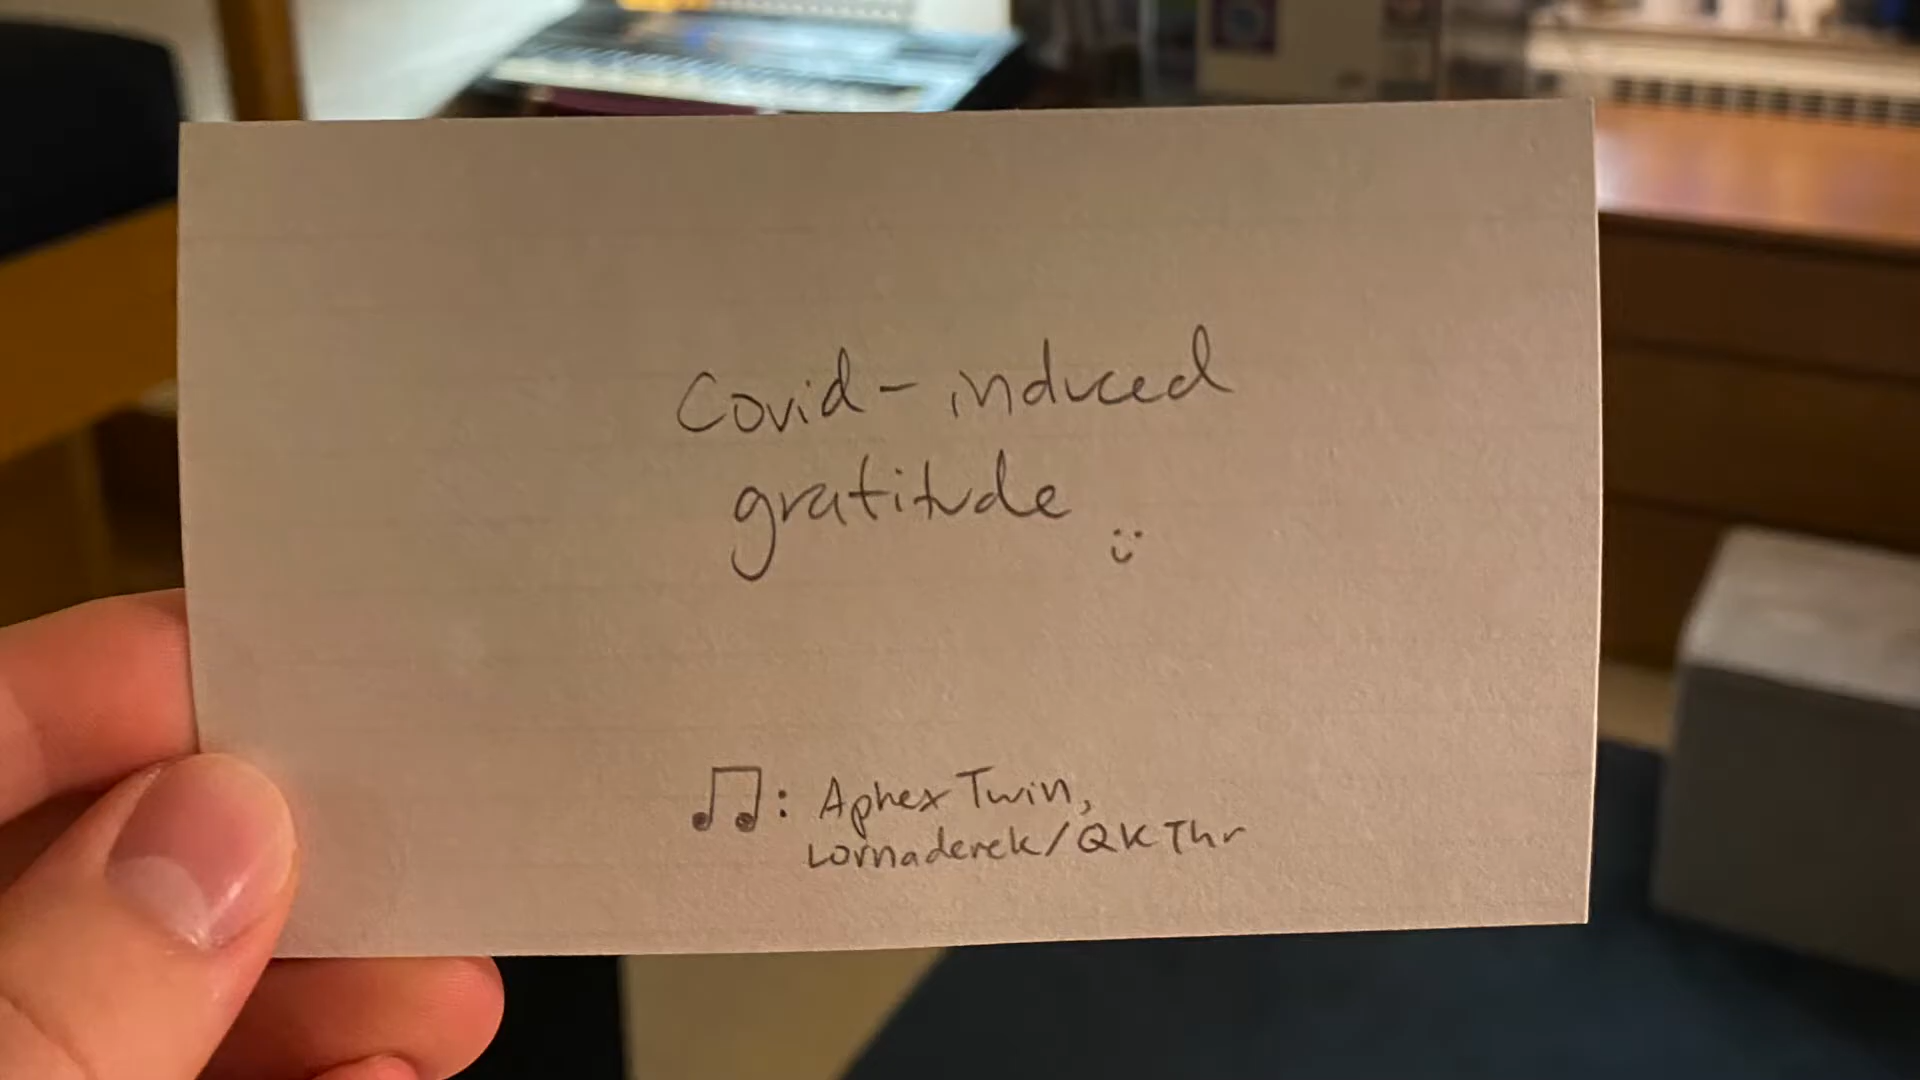 Covid-induced
gratitude :)
♫: Aphex Twin,
Lornaderek/QKThr